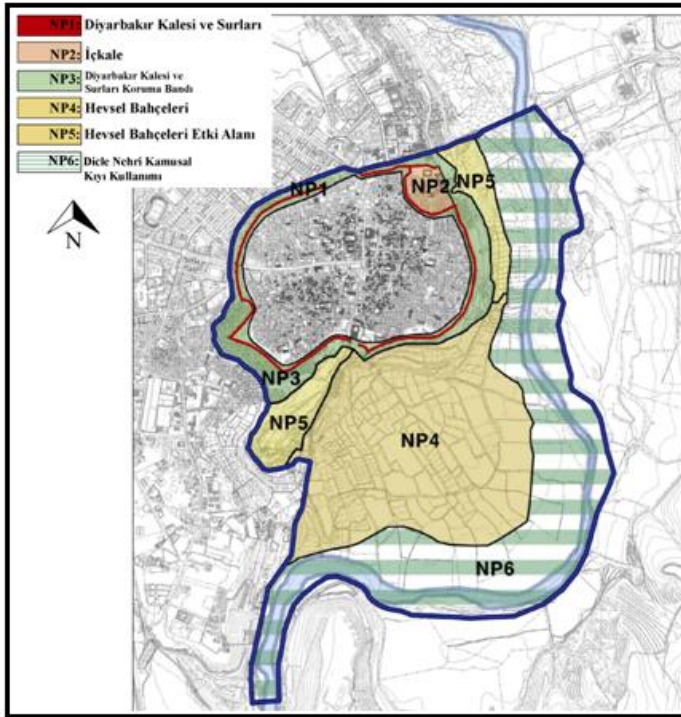 NP1: Diyarbakır Kalesi ve Surları
NP2: İçkale
NP3: Diyarbakır Kalesi ve
Surları Koruma Bandı
NP4: Hevsel Bahçeleri
NP5: Hevsel Bahçeleri Etki Alanı
NP6: Dicle Nehri Kamusal
Kıyı Kullanımı
N
NP1
NP2
NP5
NP3
NP5
NP4
NP6